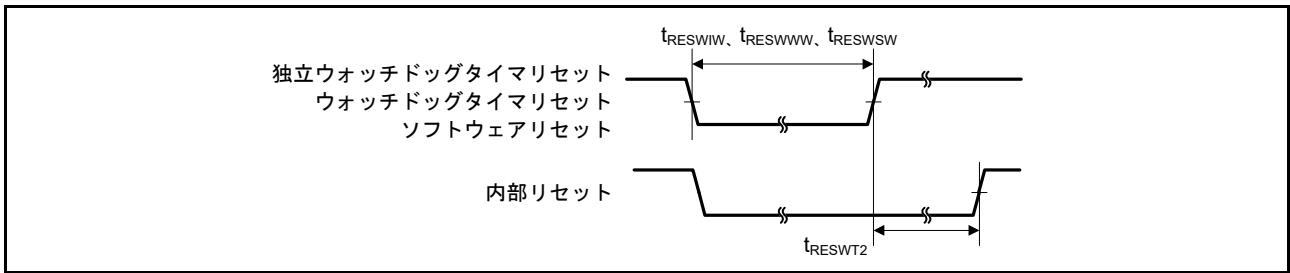 tRESWIW、tRESWWW、tRESWSW
独立ウォッチドッグタイマリセット
ウォッチドッグタイマリセット
ソフトウェアリセット
内部リセット
tRESWT2